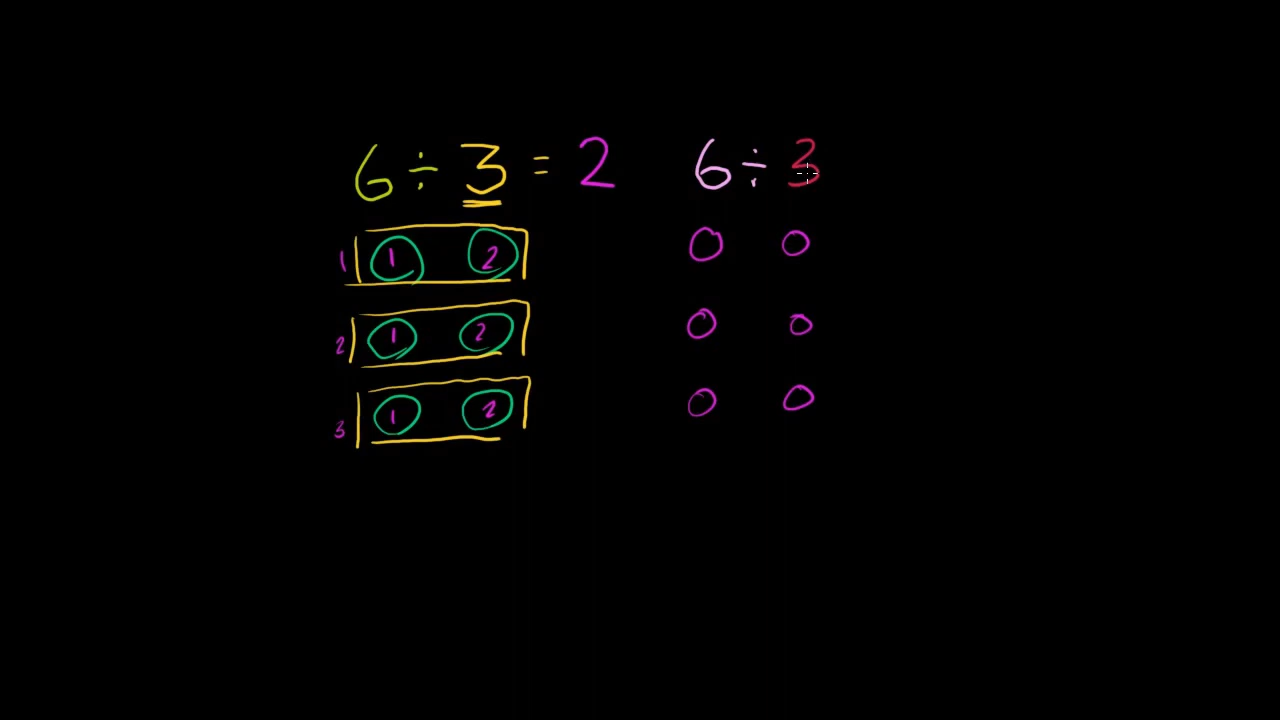 6 ÷ 3 = 2 6 ÷ 3
1 1 2
2 1 2
3 1 2